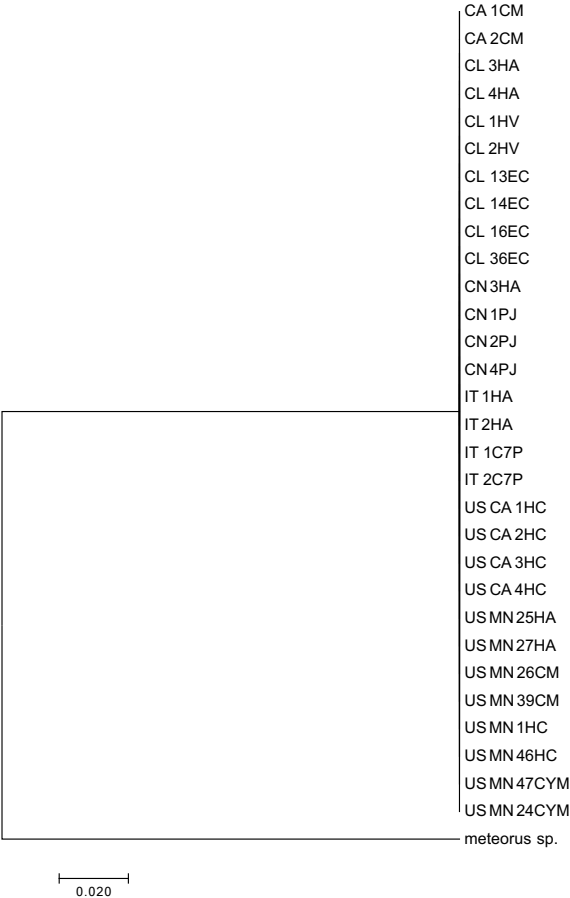 CA 1CM
CA 2CM
CL 3HA
CL 4HA
CL 1HV
CL 2HV
CL 13EC
CL 14EC
CL 16EC
CL 36EC
CN 3HA
CN 1PJ
CN 2PJ
CN 4PJ
IT 1HA
IT 2HA
IT 1C7P
IT 2C7P
US CA 1HC
US CA 2HC
US CA 3HC
US CA 4HC
US MN 25HA
US MN 27HA
US MN 26CM
US MN 39CM
US MN 1HC
US MN 46HC
US MN 47CYM
US MN 24CYM
meteorus sp.
0.020